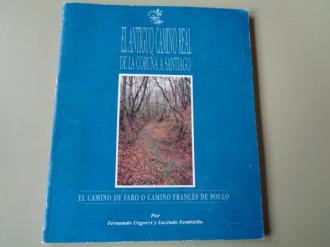 EL ANTIGUO CAMINO REAL
DE LA CORUÑA A SANTIAGO
EL CAMINO DE FARO O CAMINO FRANCÉS DE POULO
Por
Fernando Urgorri y Lucindo Fembiella